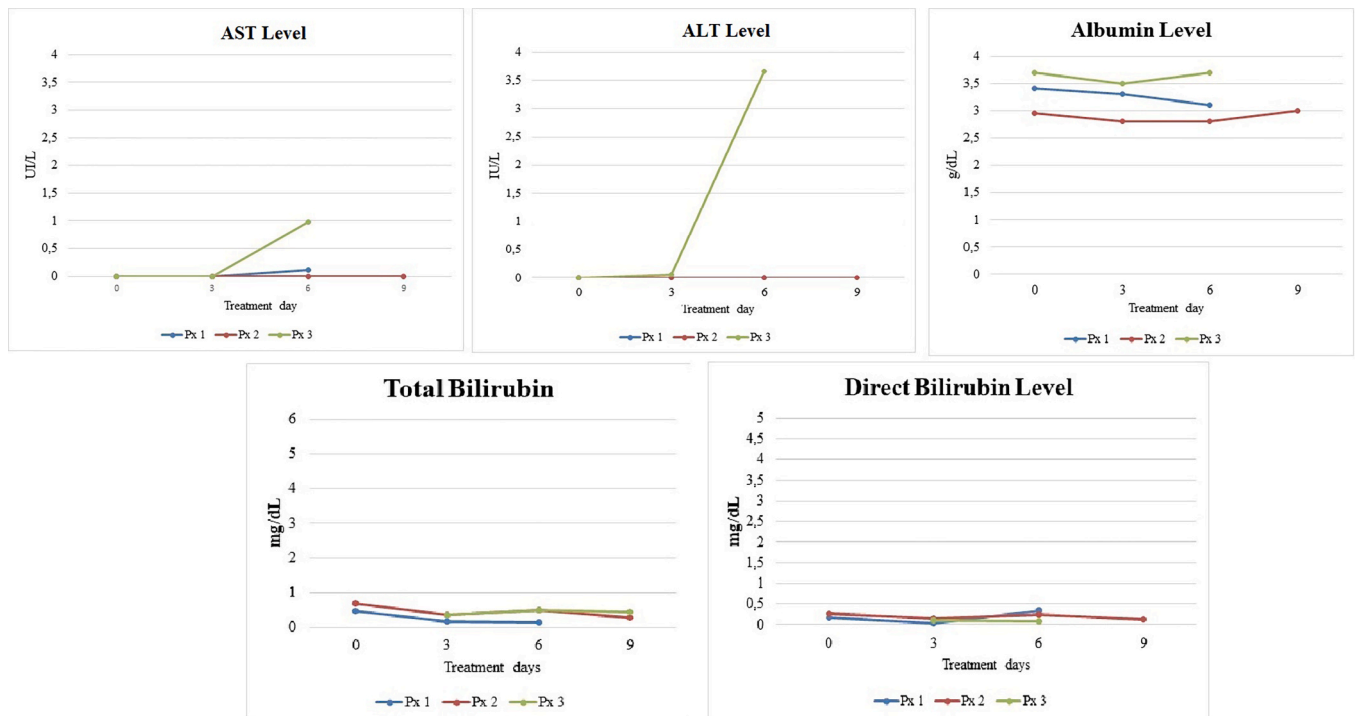 AST Level
4
3,5
3
2,5
2
1,5
1
0,5
0
UI/L
0 3 6 9
Treatment day
Px 1 Px 2 Px 3
ALT Level
4
3,5
3
2,5
2
1,5
1
0,5
0
IU/L
0 3 6 9
Treatment day
Px 1 Px 2 Px 3
Albumin Level
4
3,5
3
2,5
2
1,5
1
0,5
0
g/dL
0 3 6 9
Treatment day
Px 1 Px 2 Px 3
Total Bilirubin
6
5
4
3
2
1
0
mg/dL
0 3 6 9
Treatment days
Px 1 Px 2 Px 3
Direct Bilirubin Level
5
4,5
4
3,5
3
2,5
2
1,5
1
0,5
0
mg/dL
0 3 6 9
Treatment days
Px 1 Px 2 Px 3